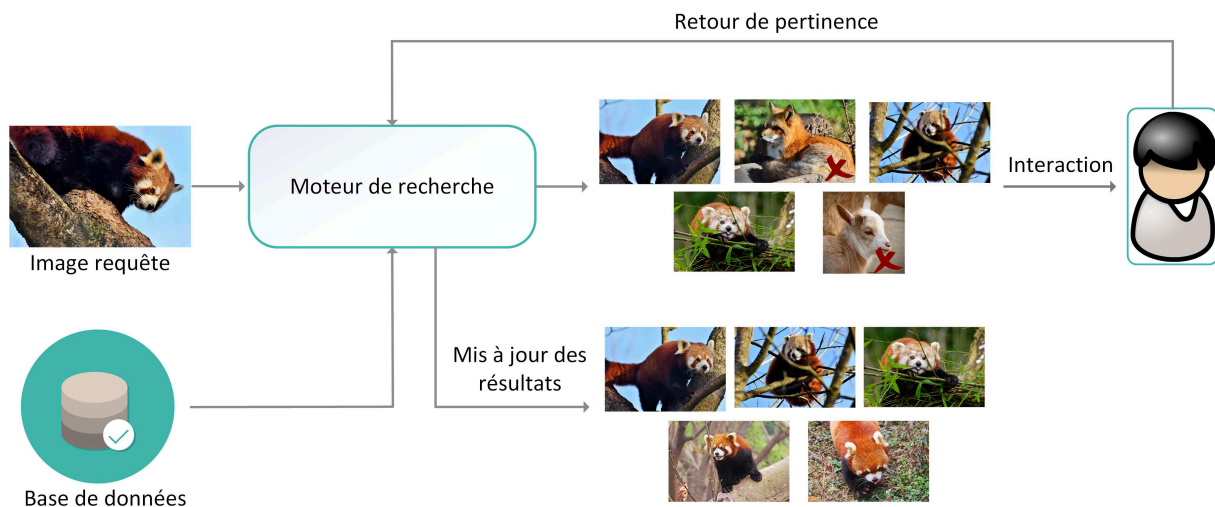 Retour de pertinence
Moteur de recherche
Interaction
Image requête
Mis à jour des
résultats
Base de données